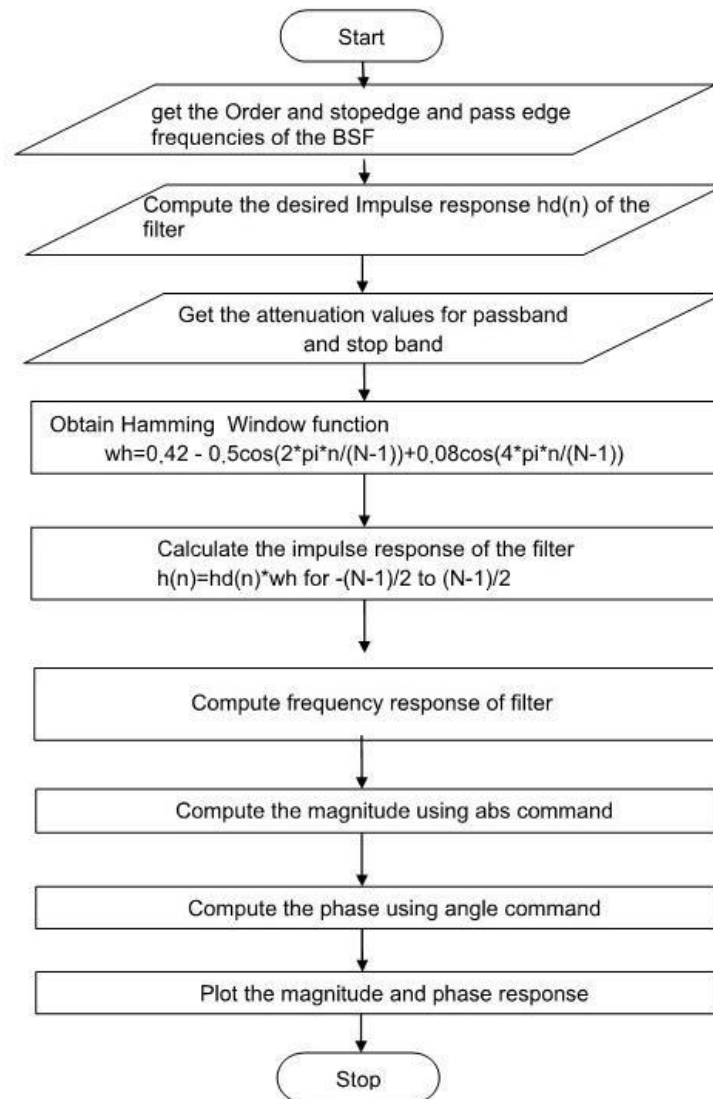 Start
get the Order and stopedge and pass edge
frequencies of the BSF
Compute the desired Impulse response hd(n) of the
filter
Get the attenuation values for passband
and stop band
Obtain Hamming Window function
wh=0.42 - 0.5cos(2*pi*n/(N-1))+0.08cos(4*pi*n/(N-1))
Calculate the impulse response of the filter
h(n)=hd(n)*wh for -(N-1)/2 to (N-1)/2
Compute frequency response of filter
Compute the magnitude using abs command
Compute the phase using angle command
Plot the magnitude and phase response
Stop